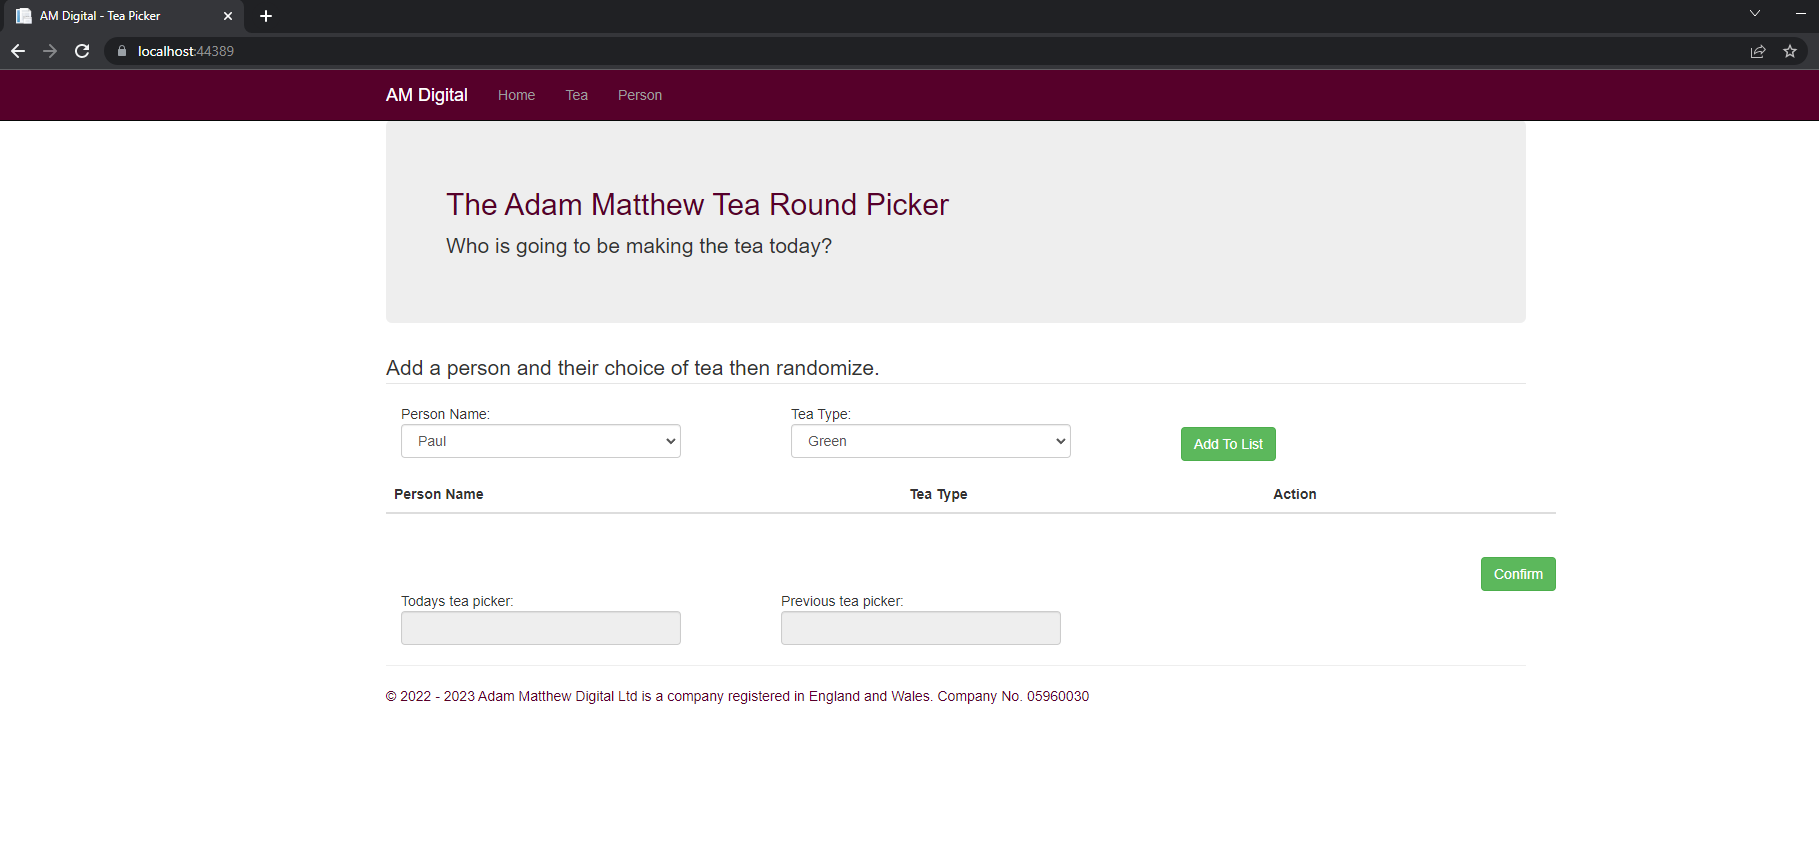 AM Digital - Tea Picker
localhost:44389
AM Digital Home Tea Person
The Adam Matthew Tea Round Picker
Who is going to be making the tea today?
Add a person and their choice of tea then randomize.
Person Name: Tea Type:
Paul Green Add To List
Person Name Tea Type Action
Confirm
Todays tea picker: Previous tea picker:
© 2022 - 2023 Adam Matthew Digital Ltd is a company registered in England and Wales. Company No. 05960030